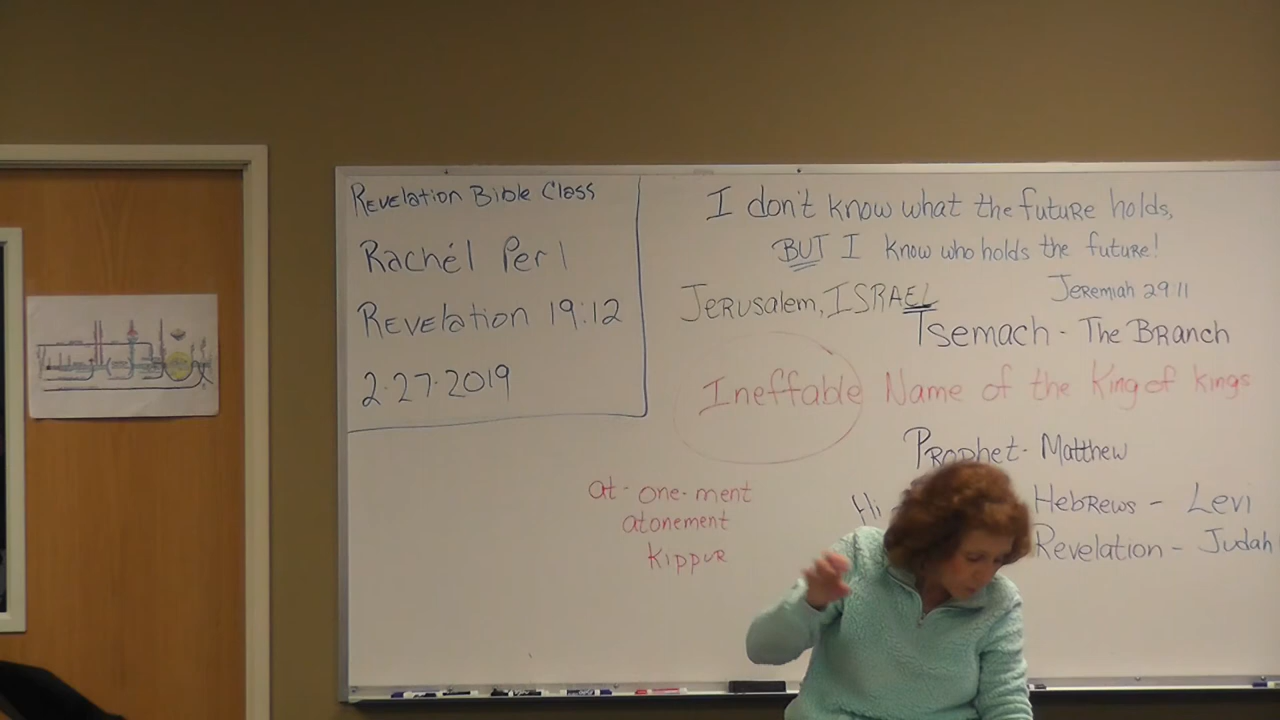 Revelation Bible Class
Rachél Perl
Revelation 19:12
2·27·2019
I don't know what the future holds,
BUT I know who holds the future!
Jeremiah 29 11
Jerusalem, ISRAEL
Tsemach - The Branch
Ineffable Name of the King of kings
Prophet - Matthew
Hebrews - Levi
Revelation - Judah
at-one-ment
atonement
Kippur